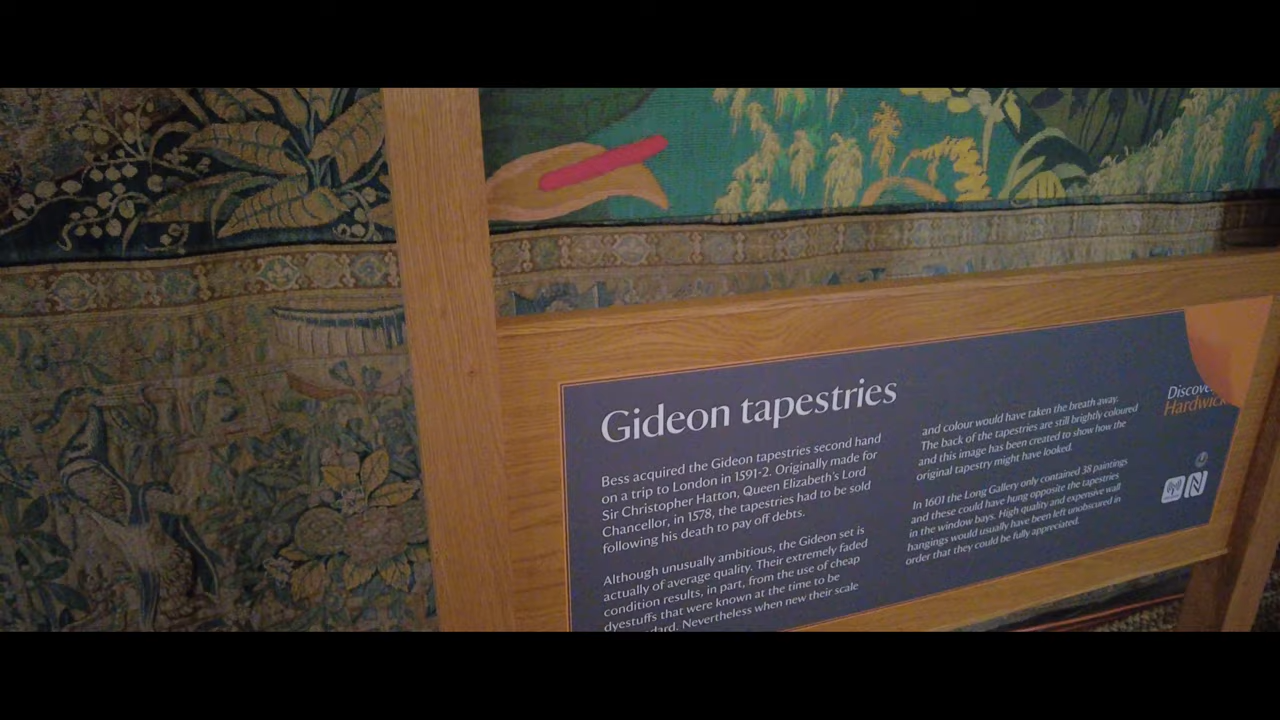 Gideon tapestries
Bess acquired the Gideon tapestries second hand
on a trip to London in 1591-2. Originally made for
Sir Christopher Hatton, Queen Elizabeth's Lord
Chancellor, in 1578, the tapestries had to be sold
following his death to pay off debts.
Although unusually ambitious, the Gideon set is
actually of average quality. Their extremely faded
condition results, in part, from the use of cheap
dyestuffs that were known at the time to be
dard. Nevertheless when new their scale
and colour would have taken the breath away.
The back of the tapestries are still brightly coloured
and this image has been created to show how the
original tapestry might have looked.
In 1601 the Long Gallery only contained 38 paintings
and these could have hung opposite the tapestries
in the window bays. High quality and expensive wall
hangings would usually have been left unobscured in
order that they could be fully appreciated.
Discove
Hardwick